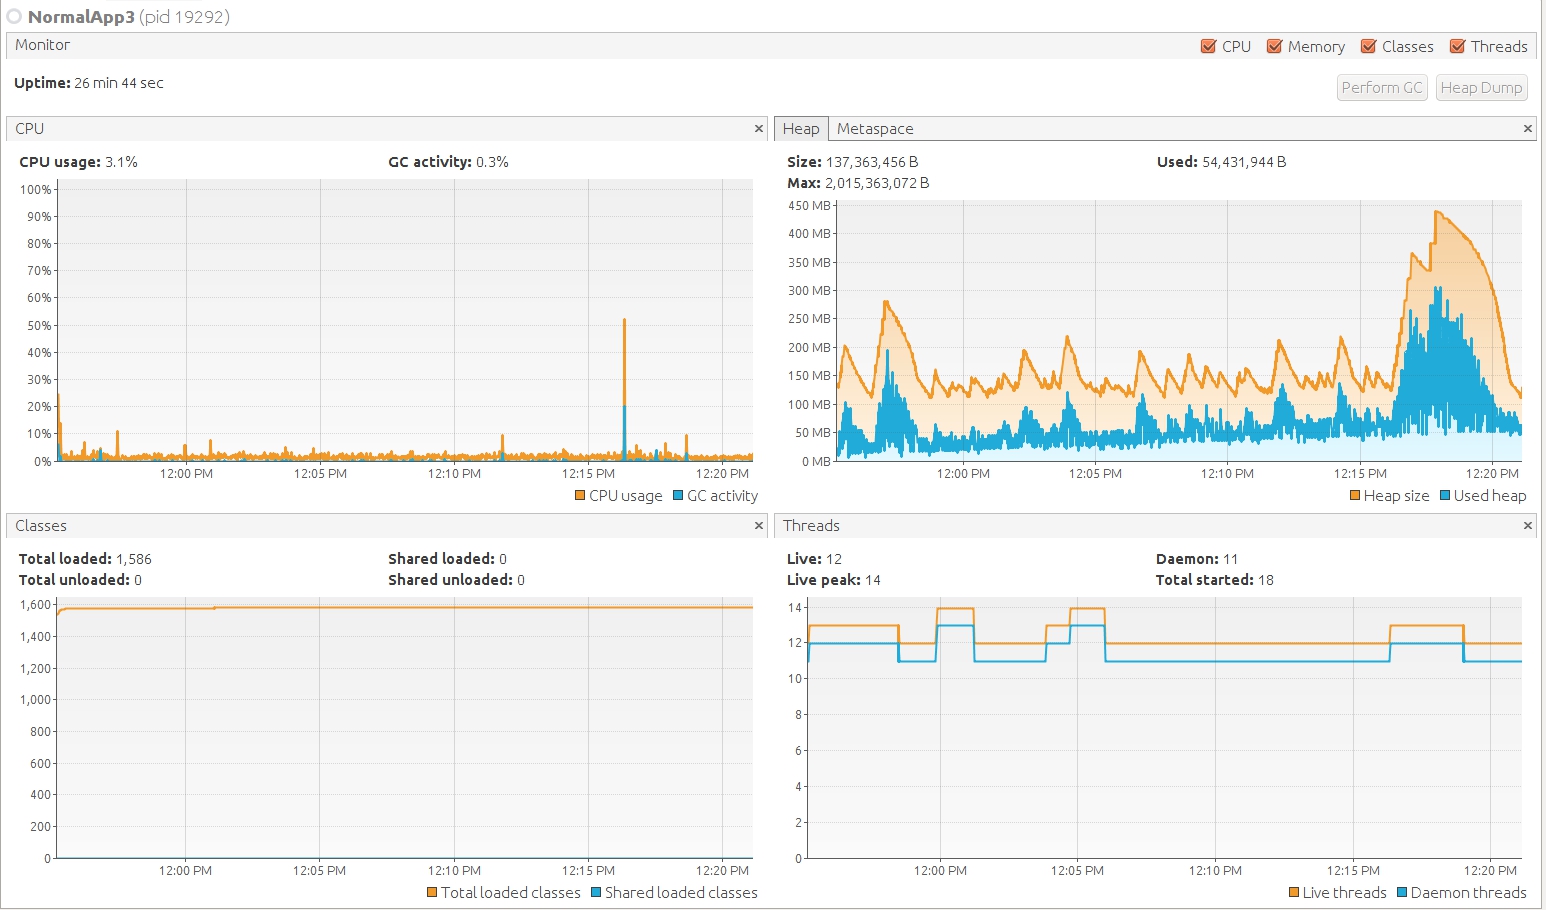 NormalApp3 (pid 19292)
Monitor
CPU Memory Classes Threads
Uptime: 26 min 44 sec
Perform GC Heap Dump
CPU
CPU usage: 3.1% GC activity: 0.3%
100%
90%
80%
70%
60%
50%
40%
30%
20%
10%
0%
12:00 PM 12:05 PM 12:10 PM 12:15 PM 12:20 PM
CPU usage GC activity
Heap Metaspace
Size: 137,363,456 B Used: 54,431,944 B
Max: 2,015,363,072 B
450 MB
400 MB
350 MB
300 MB
250 MB
200 MB
150 MB
100 MB
50 MB
0 MB
12:00 PM 12:05 PM 12:10 PM 12:15 PM 12:20 PM
Heap size Used heap
Classes
Total loaded: 1,586 Shared loaded: 0
Total unloaded: 0 Shared unloaded: 0
1,600
1,400
1,200
1,000
800
600
400
200
0
12:00 PM 12:05 PM 12:10 PM 12:15 PM 12:20 PM
Total loaded classes Shared loaded classes
Threads
Live: 12 Daemon: 11
Live peak: 14 Total started: 18
14
12
10
8
6
4
2
0
12:00 PM 12:05 PM 12:10 PM 12:15 PM 12:20 PM
Live threads Daemon threads